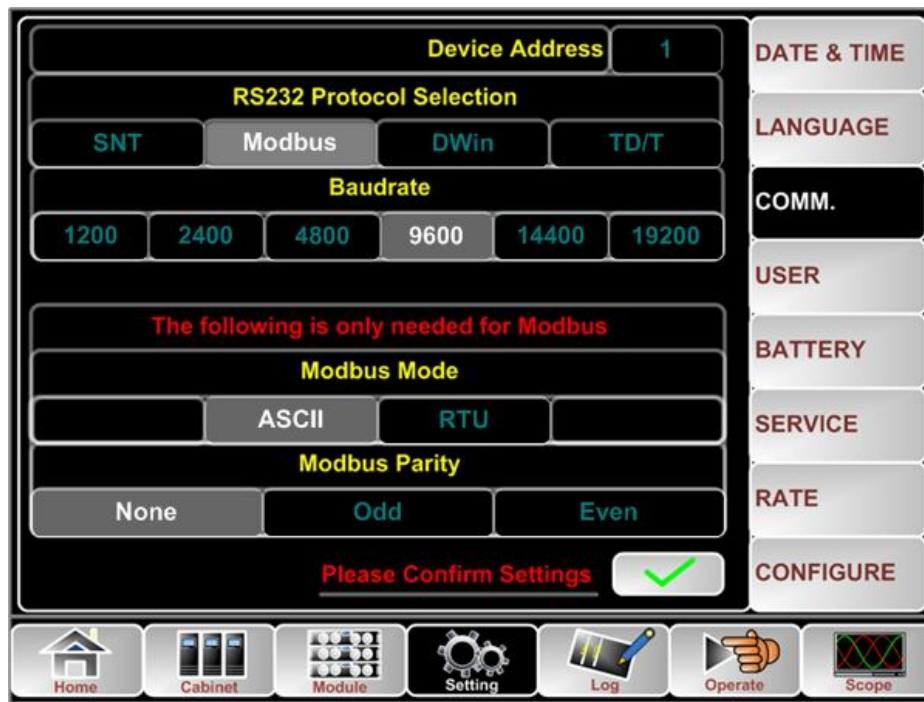 Device Address 1
RS232 Protocol Selection
SNT Modbus DWin TD/T
Baudrate
1200 2400 4800 9600 14400 19200
The following is only needed for Modbus
Modbus Mode
ASCII RTU
Modbus Parity
None Odd Even
Please Confirm Settings
DATE & TIME
LANGUAGE
COMM.
USER
BATTERY
SERVICE
RATE
CONFIGURE
Home Cabinet Module Setting Log Operate Scope